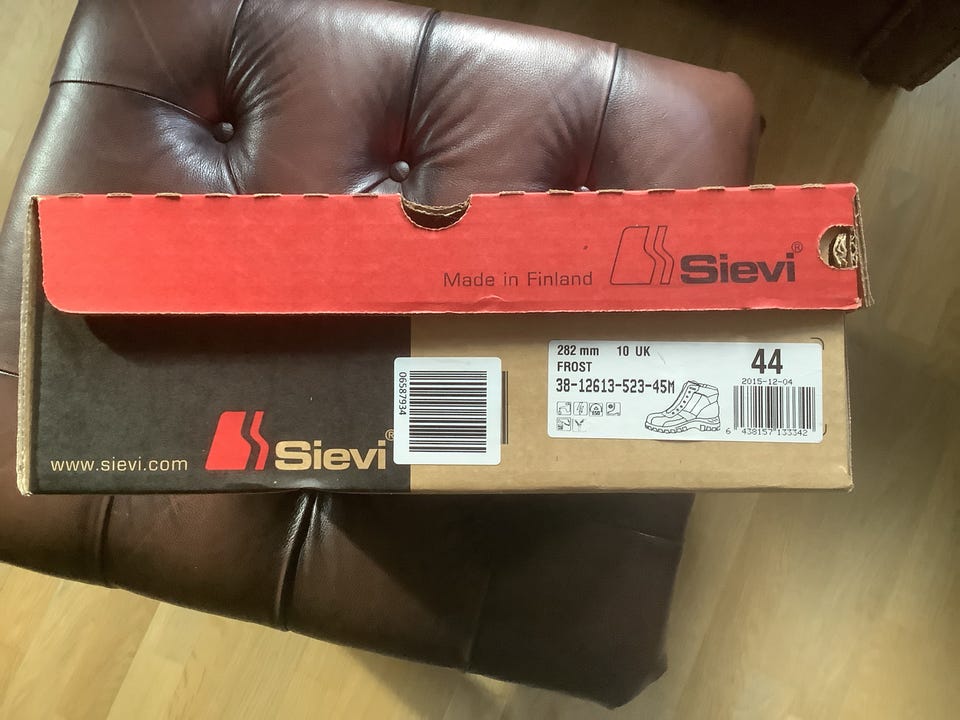 Made in Finland
Sievi®
www.sievi.com
Sievi®
06587934
282 mm 10 UK
FROST
38-12613-523-45M
44
2015-12-04
6 438157 133342